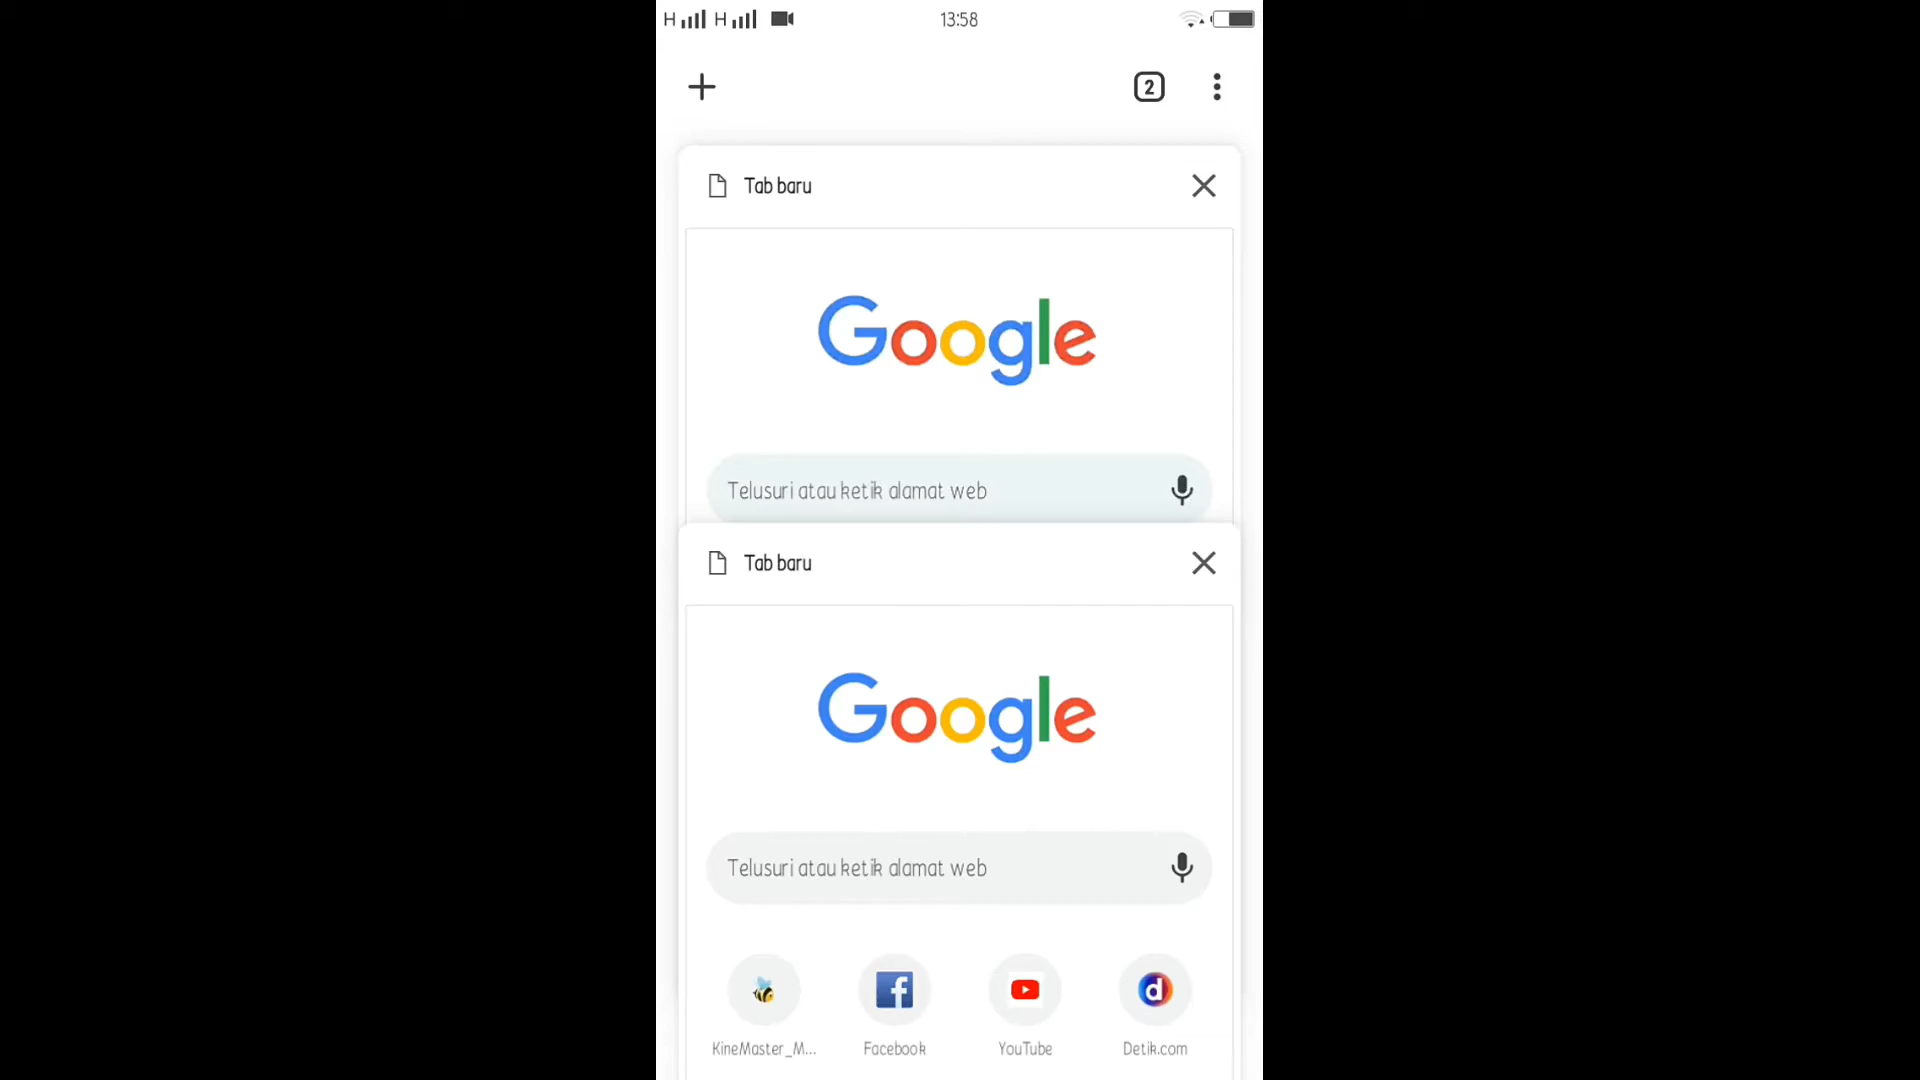 H H 13:58
2
Tab baru
Google
Telusuri atau ketik alamat web
Tab baru
Google
Telusuri atau ketik alamat web
KineMaster_M... Facebook YouTube Detik.com